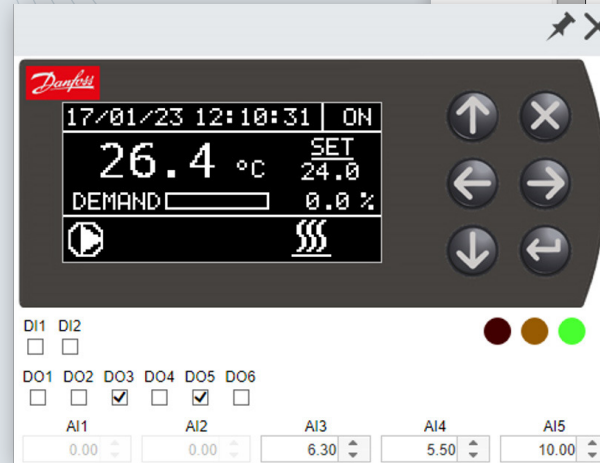 Danfoss
17/01/23 12:10:31 ON
26.4 °C SET
24.0
DEMAND 0.0 %
DI1 DI2
DO1 DO2 DO3 DO4 DO5 DO6
AI1 AI2 AI3 AI4 AI5
0.00 0.00 6.30 5.50 10.00